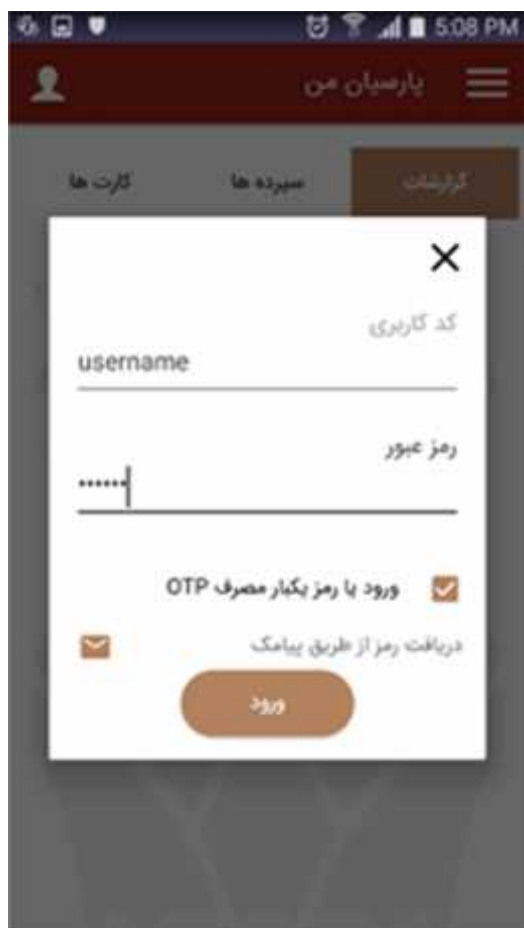 5:08 PM
پارسیان من
گزارشات
سپرده ها
کارت ها
کد کاربری
username
رمز عبور
••••••
ورود با رمز یکبار مصرف OTP
دریافت رمز از طریق پیامک
ورود